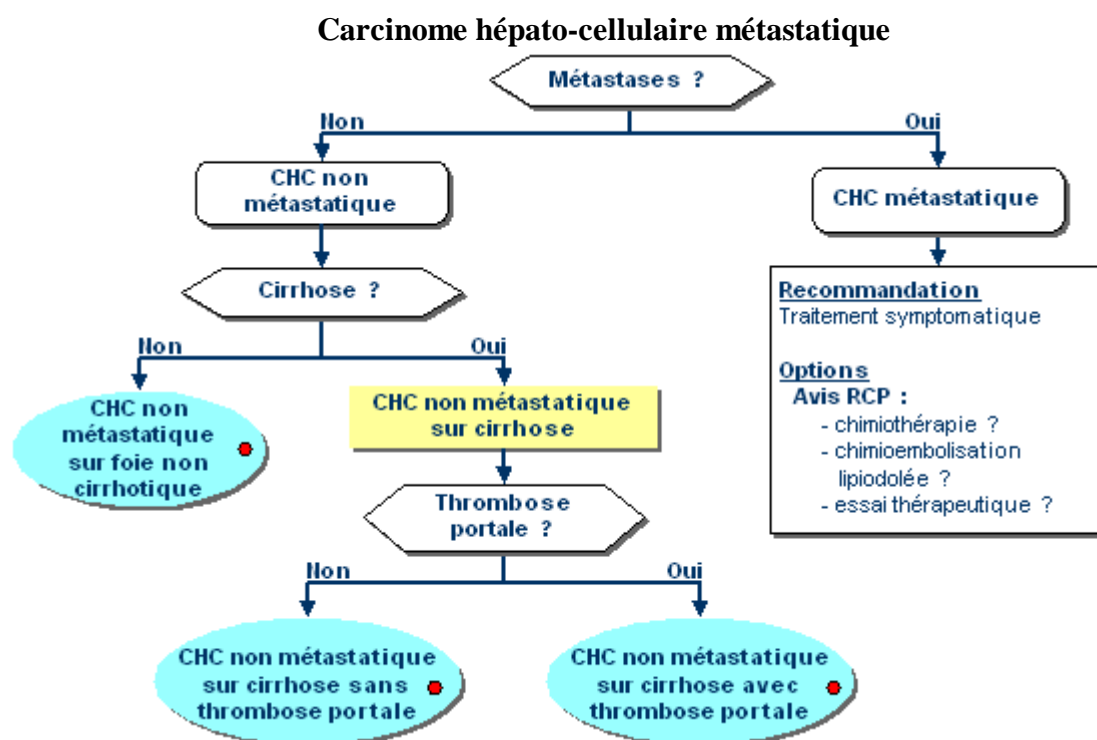 Carcinome hépato-cellulaire métastatique
Métastases ?
Non
Oui
CHC non
métastatique
CHC métastatique
Cirrhose ?
Recommandation
Traitement symptomatique
Options
Avis RCP :
- chimiothérapie ?
- chimioembolisation
lipiodolée ?
- essai thérapeutique ?
Non
Oui
CHC non
métastatique
sur foie non
cirrhotique
CHC non métastatique
sur cirrhose
Thrombose
portale ?
Non
Oui
CHC non métastatique
sur cirrhose sans
thrombose portale
CHC non métastatique
sur cirrhose avec
thrombose portale